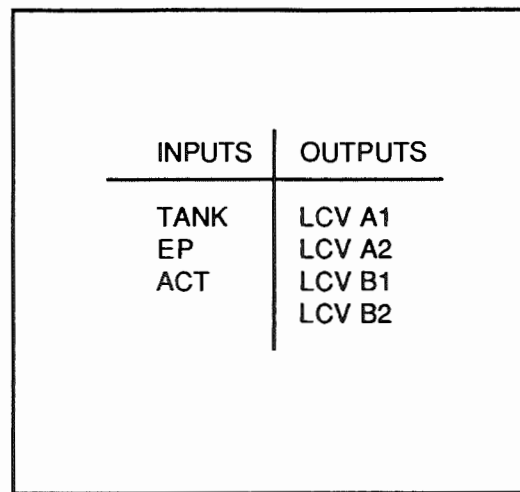 INPUTS OUTPUTS
TANK LCV A1
EP LCV A2
ACT LCV B1
LCV B2